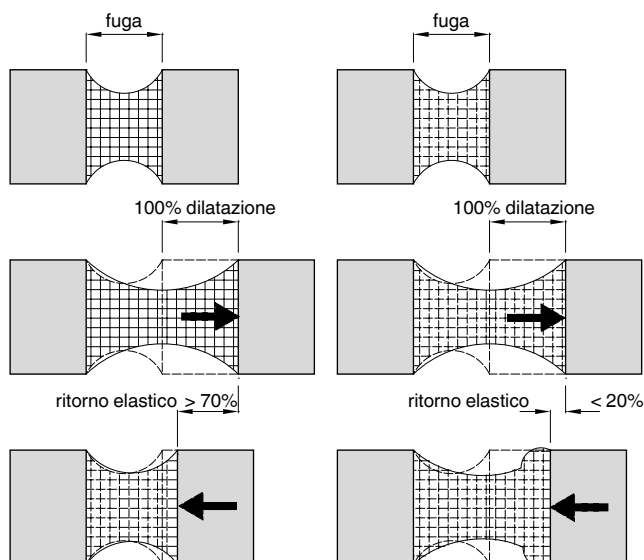 fuga
fuga
100% dilatazione
100% dilatazione
ritorno elastico > 70%
ritorno elastico < 20%